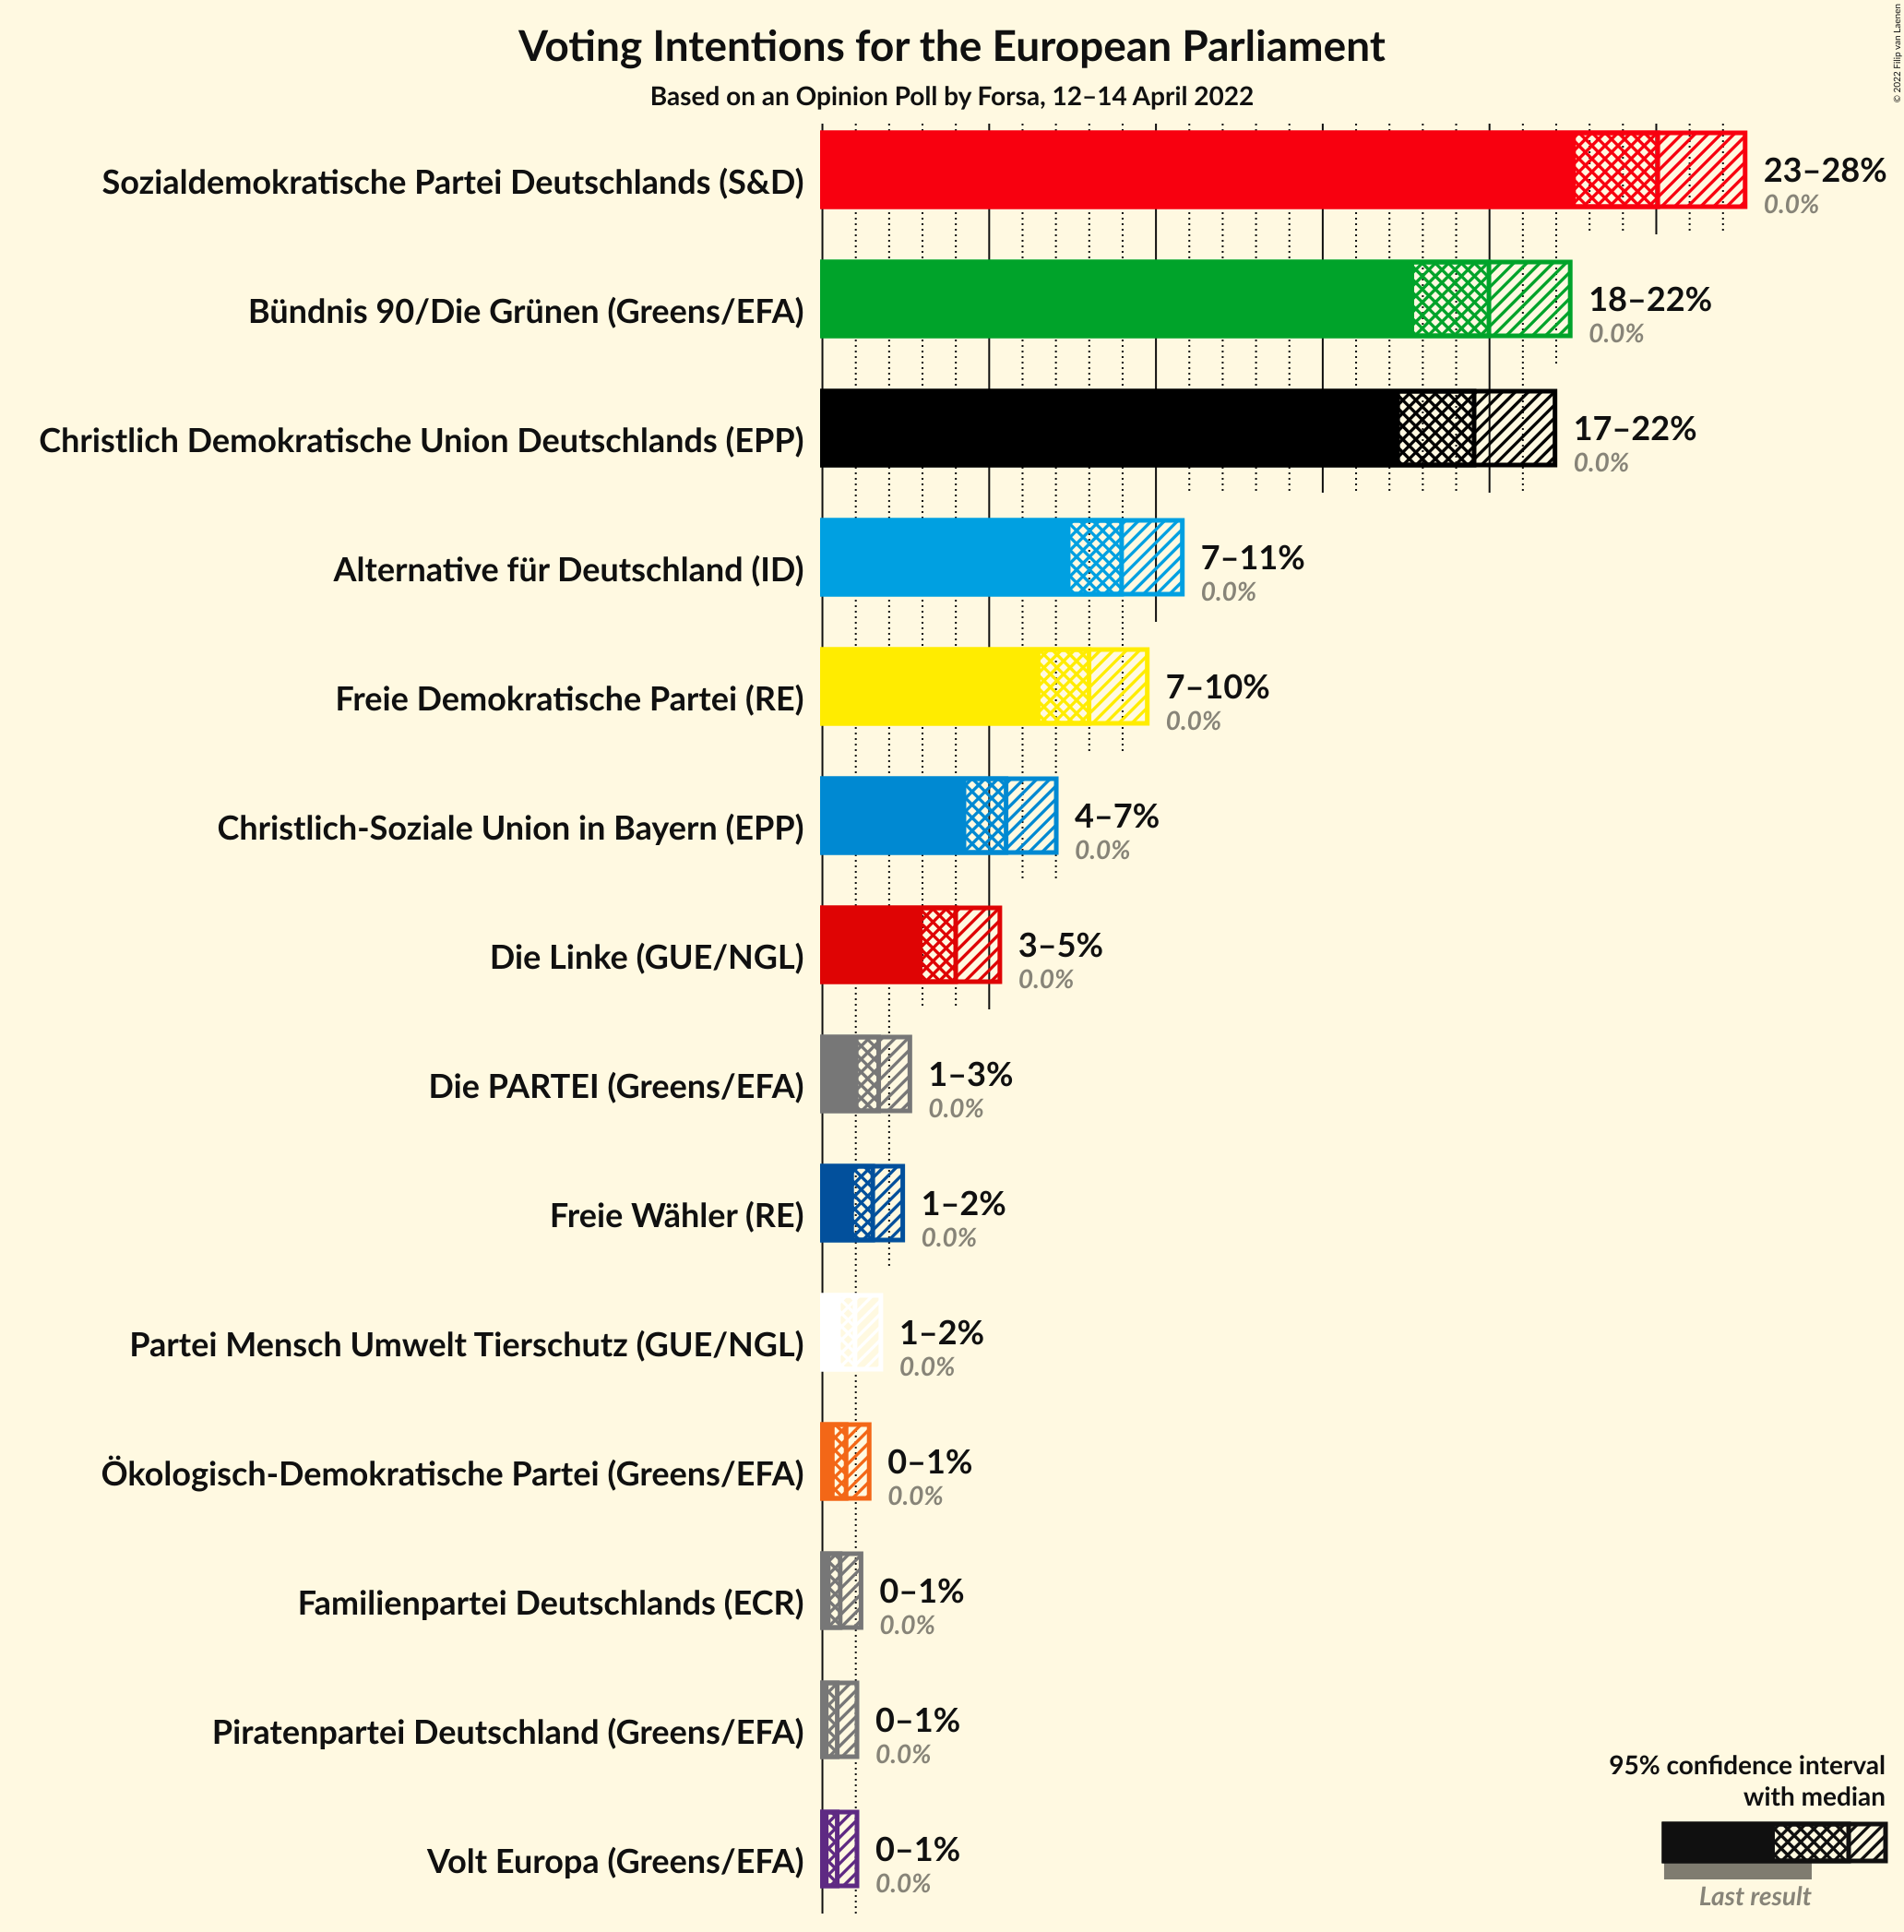 Voting Intentions for the European Parliament
Based on an Opinion Poll by Forsa, 12–14 April 2022
© 2022 Filip van Laenen
Sozialdemokratische Partei Deutschlands (S&D)
23–28%
0.0%
Bündnis 90/Die Grünen (Greens/EFA)
18–22%
0.0%
Christlich Demokratische Union Deutschlands (EPP)
17–22%
0.0%
Alternative für Deutschland (ID)
7–11%
0.0%
Freie Demokratische Partei (RE)
7–10%
0.0%
Christlich-Soziale Union in Bayern (EPP)
4–7%
0.0%
Die Linke (GUE/NGL)
3–5%
0.0%
Die PARTEI (Greens/EFA)
1–3%
0.0%
Freie Wähler (RE)
1–2%
0.0%
Partei Mensch Umwelt Tierschutz (GUE/NGL)
1–2%
0.0%
Ökologisch-Demokratische Partei (Greens/EFA)
0–1%
0.0%
Familienpartei Deutschlands (ECR)
0–1%
0.0%
Piratenpartei Deutschland (Greens/EFA)
0–1%
0.0%
Volt Europa (Greens/EFA)
0–1%
0.0%
95% confidence interval
with median
Last result